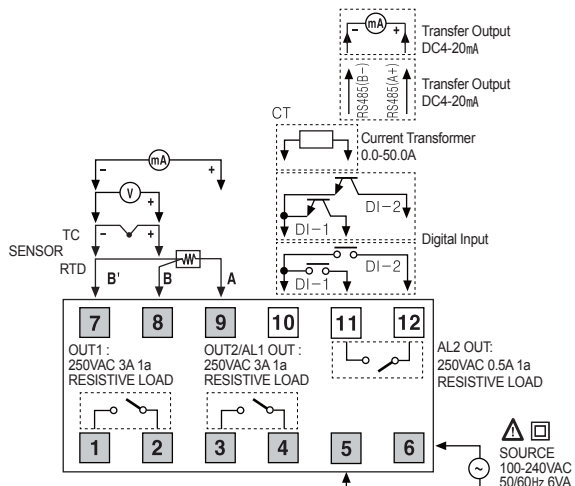 - mA +
Transfer Output
DC4-20mA
RS485(B-)
RS485(A+)
Transfer Output
DC4-20mA
CT
Current Transformer
0.0-50.0A
- mA +
- V +
TC - +
SENSOR
RTD
B' B A
DI-2
DI-1
Digital Input
DI-2
DI-1
7 8 9 10 11 12
OUT1 :
250VAC 3A 1a
RESISTIVE LOAD
OUT2/AL1 OUT :
250VAC 3A 1a
RESISTIVE LOAD
AL2 OUT:
250VAC 0.5A 1a
RESISTIVE LOAD
1 2 3 4 5 6
SOURCE
100-240VAC
50/60Hz 6VA